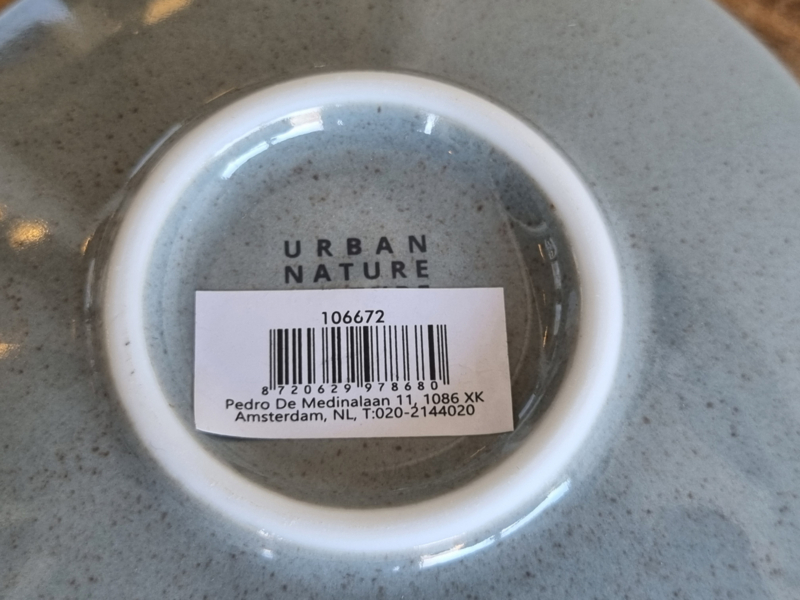 URBAN
NATURE
106672
8 720629 978680
Pedro De Medinalaan 11, 1086 XK
Amsterdam, NL, T:020-2144020